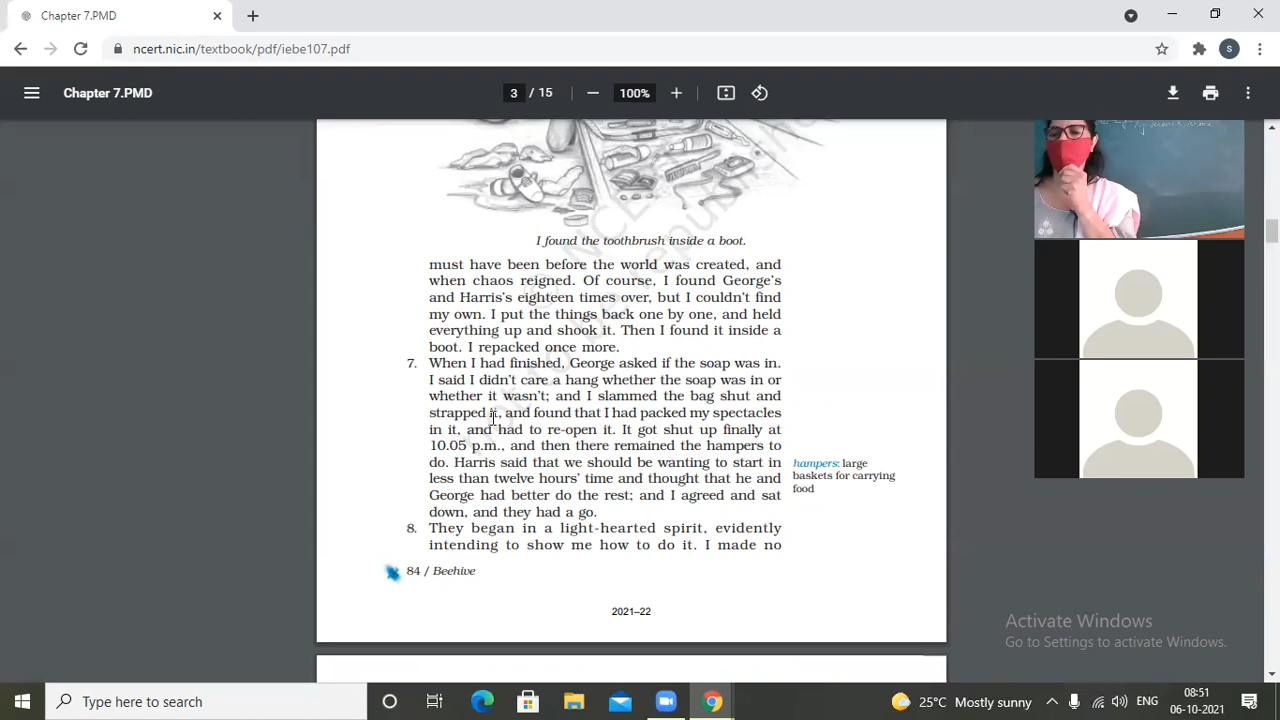 Chapter 7.PMD
ncert.nic.in/textbook/pdf/iebe107.pdf
S
Chapter 7.PMD
3 / 15
100%
I found the toothbrush inside a boot.
must have been before the world was created, and
when chaos reigned. Of course, I found George's
and Harris's eighteen times over, but I couldn't find
my own. I put the things back one by one, and held
everything up and shook it. Then I found it inside a
boot. I repacked once more.
7. When I had finished, George asked if the soap was in.
I said I didn't care a hang whether the soap was in or
whether it wasn't; and I slammed the bag shut and
strapped it, and found that I had packed my spectacles
in it, and had to re-open it. It got shut up finally at
10.05 p.m., and then there remained the hampers to
do. Harris said that we should be wanting to start in
less than twelve hours' time and thought that he and
George had better do the rest; and I agreed and sat
down, and they had a go.
hampers: large
baskets for carrying
food
8. They began in a light-hearted spirit, evidently
intending to show me how to do it. I made no
84 / Beehive
2021–22
© NCE
not to be republ
Activate Windows
Go to Settings to activate Windows.
Type here to search
25°C Mostly sunny
ENG
08:51
06-10-2021